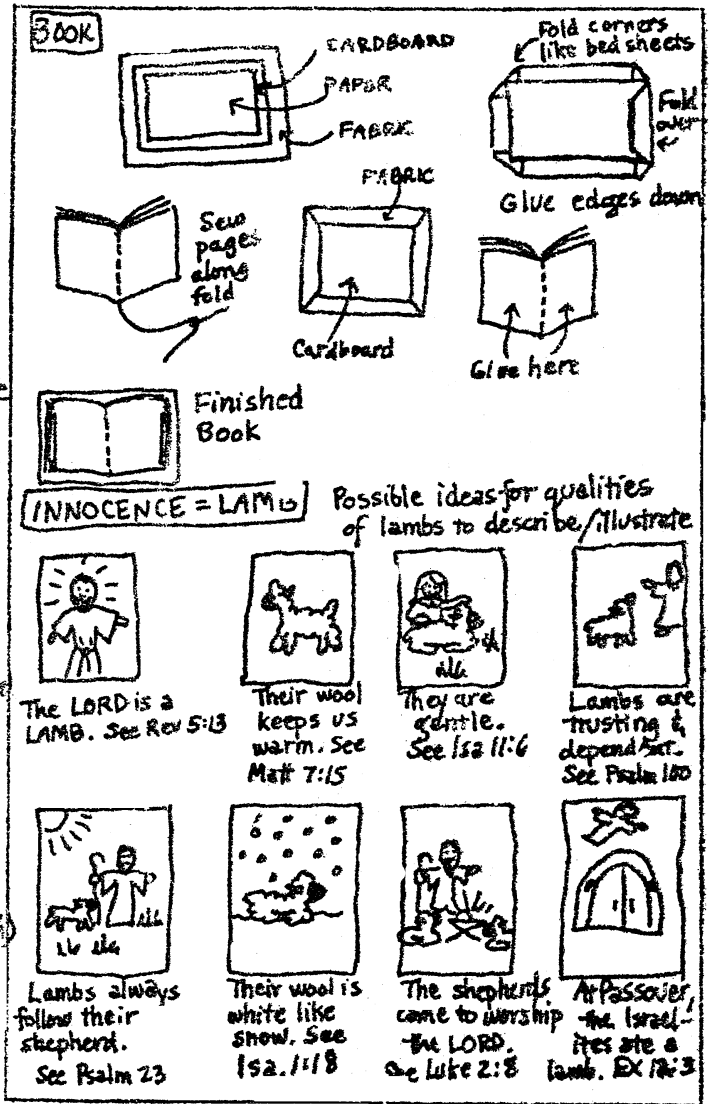 BOOK
CARDBOARD
PAPER
FABRIC
Fold corners
like bed sheets
Fold
over
Glue edges down
Sew
pages
along
fold
FABRIC
Cardboard
Glue here
Finished
Book
INNOCENCE = LAMB
Possible ideas for qualities
of lambs to describe/illustrate
The LORD is a
LAMB. See Rev 5:13
Their wool
keeps us
warm. See
Matt 7:15
They are
gentle.
See Isa 11:6
Lambs are
trusting &
dependent.
See Psalm 100
Lambs always
follow their
shepherd.
See Psalm 23
Their wool is
white like
snow. See
Isa. 1:18
The shepherds
came to worship
the LORD.
See Luke 2:8
At Passover,
the Israel-
ites ate a
lamb. EX 12:3